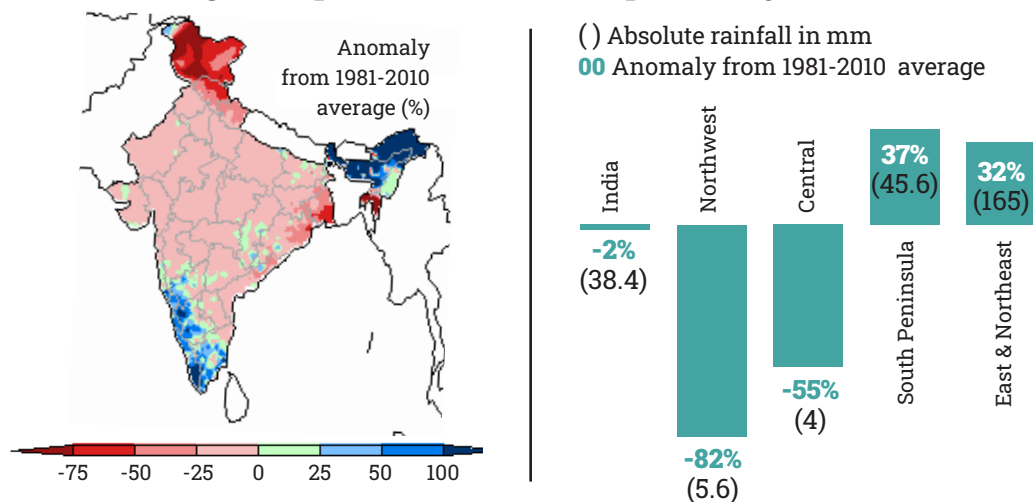 Anomaly
from 1981-2010
average (%)
-75 -50 -25 0 25 50 100
( ) Absolute rainfall in mm
00 Anomaly from 1981-2010 average
India
-2%
(38.4)
Northwest
-82%
(5.6)
Central
-55%
(4)
37%
(45.6)
South Peninsula
32%
(165)
East & Northeast